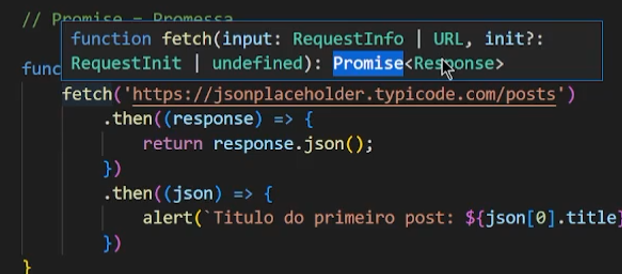 // Promise = Promessa
function fetch(input: RequestInfo | URL, init?:
RequestInit | undefined): Promise<Response>
func
fetch('https://jsonplaceholder.typicode.com/posts')
.then((response) => {
return response.json();
})
.then((json) => {
alert(`Titulo do primeiro post: ${json[0].title}
})
}